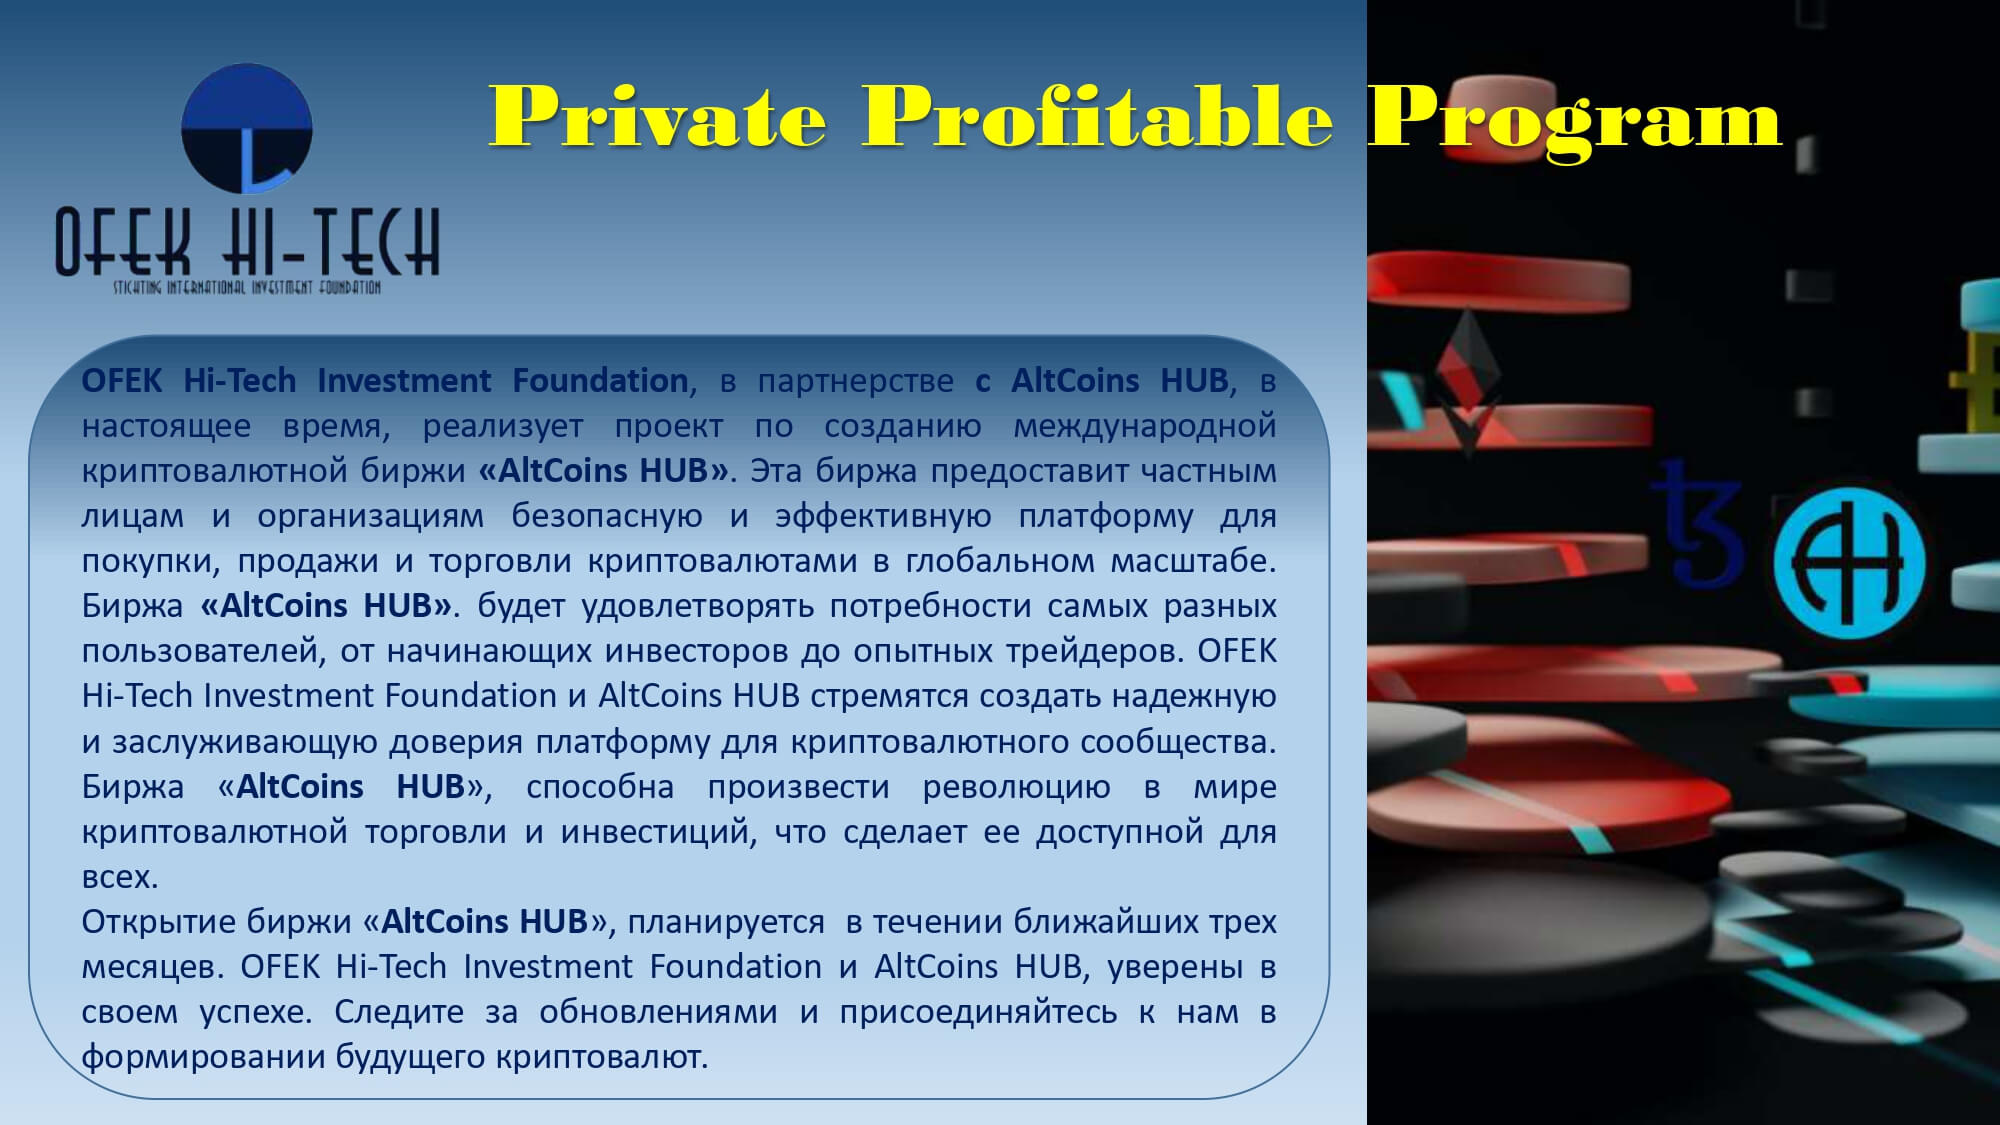 Private Profitable Program
OFEK HI-TECH
STICHTING INTERNATIONAL INVESTMENT FOUNDATION
OFEK Hi-Tech Investment Foundation, в партнерстве с AltCoins HUB, в
настоящее время, реализует проект по созданию международной
криптовалютной биржи «AltCoins HUB». Эта биржа предоставит частным
лицам и организациям безопасную и эффективную платформу для
покупки, продажи и торговли криптовалютами в глобальном масштабе.
Биржа «AltCoins HUB». будет удовлетворять потребности самых разных
пользователей, от начинающих инвесторов до опытных трейдеров. OFEK
Hi-Tech Investment Foundation и AltCoins HUB стремятся создать надежную
и заслуживающую доверия платформу для криптовалютного сообщества.
Биржа «AltCoins HUB», способна произвести революцию в мире
криптовалютной торговли и инвестиций, что сделает ее доступной для
всех.
Открытие биржи «AltCoins HUB», планируется в течении ближайших трех
месяцев. OFEK Hi-Tech Investment Foundation и AltCoins HUB, уверены в
своем успехе. Следите за обновлениями и присоединяйтесь к нам в
формировании будущего криптовалют.